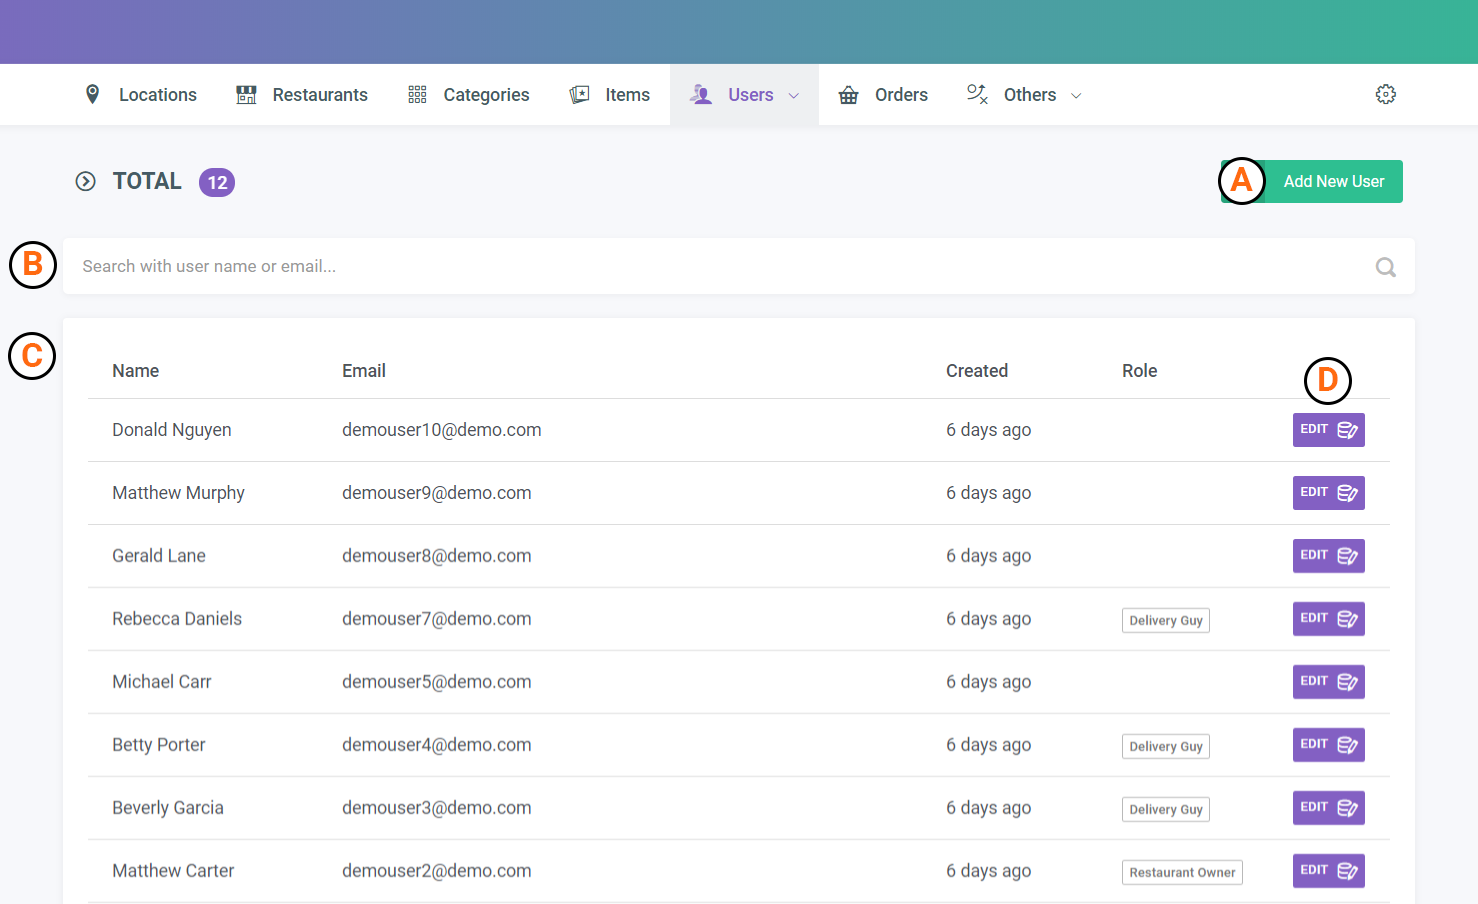 Locations Restaurants Categories Items Users Orders Others
TOTAL 12
A Add New User
B Search with user name or email...
C
Name Email Created Role D
Donald Nguyen demouser10@demo.com 6 days ago EDIT
Matthew Murphy demouser9@demo.com 6 days ago EDIT
Gerald Lane demouser8@demo.com 6 days ago EDIT
Rebecca Daniels demouser7@demo.com 6 days ago Delivery Guy EDIT
Michael Carr demouser5@demo.com 6 days ago EDIT
Betty Porter demouser4@demo.com 6 days ago Delivery Guy EDIT
Beverly Garcia demouser3@demo.com 6 days ago Delivery Guy EDIT
Matthew Carter demouser2@demo.com 6 days ago Restaurant Owner EDIT